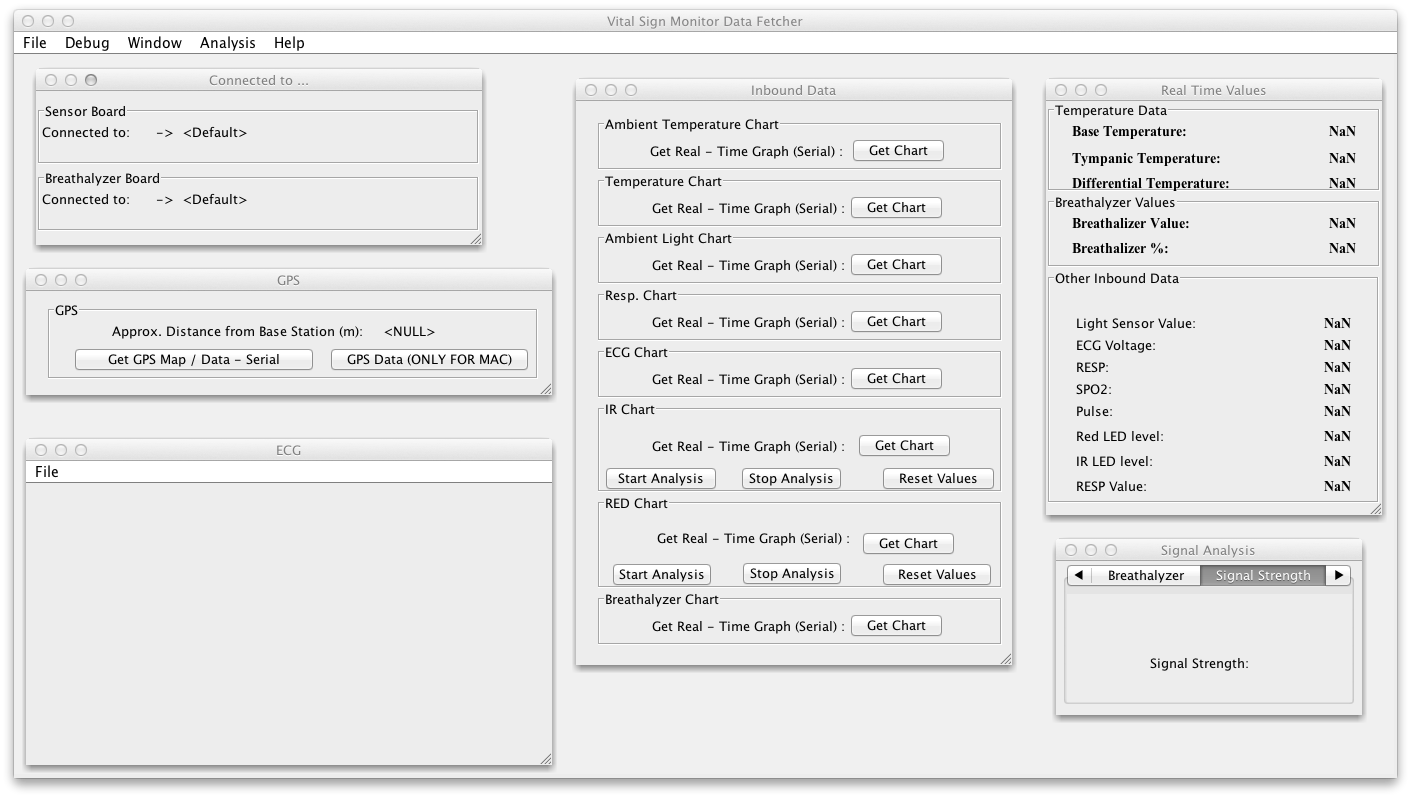 Vital Sign Monitor Data Fetcher
File Debug Window Analysis Help
Connected to ...
Sensor Board
Connected to: -> <Default>
Breathalyzer Board
Connected to: -> <Default>
GPS
GPS
Approx. Distance from Base Station (m): <NULL>
Get GPS Map / Data - Serial GPS Data (ONLY FOR MAC)
ECG
File
Inbound Data
Ambient Temperature Chart
Get Real - Time Graph (Serial) : Get Chart
Temperature Chart
Get Real - Time Graph (Serial) : Get Chart
Ambient Light Chart
Get Real - Time Graph (Serial) : Get Chart
Resp. Chart
Get Real - Time Graph (Serial) : Get Chart
ECG Chart
Get Real - Time Graph (Serial) : Get Chart
IR Chart
Get Real - Time Graph (Serial) : Get Chart
Start Analysis Stop Analysis Reset Values
RED Chart
Get Real - Time Graph (Serial) : Get Chart
Start Analysis Stop Analysis Reset Values
Breathalyzer Chart
Get Real - Time Graph (Serial) : Get Chart
Real Time Values
Temperature Data
Base Temperature: NaN
Tympanic Temperature: NaN
Differential Temperature: NaN
Breathalyzer Values
Breathalizer Value: NaN
Breathalizer %: NaN
Other Inbound Data
Light Sensor Value: NaN
ECG Voltage: NaN
RESP: NaN
SPO2: NaN
Pulse: NaN
Red LED level: NaN
IR LED level: NaN
RESP Value: NaN
Signal Analysis
Breathalyzer Signal Strength
Signal Strength: